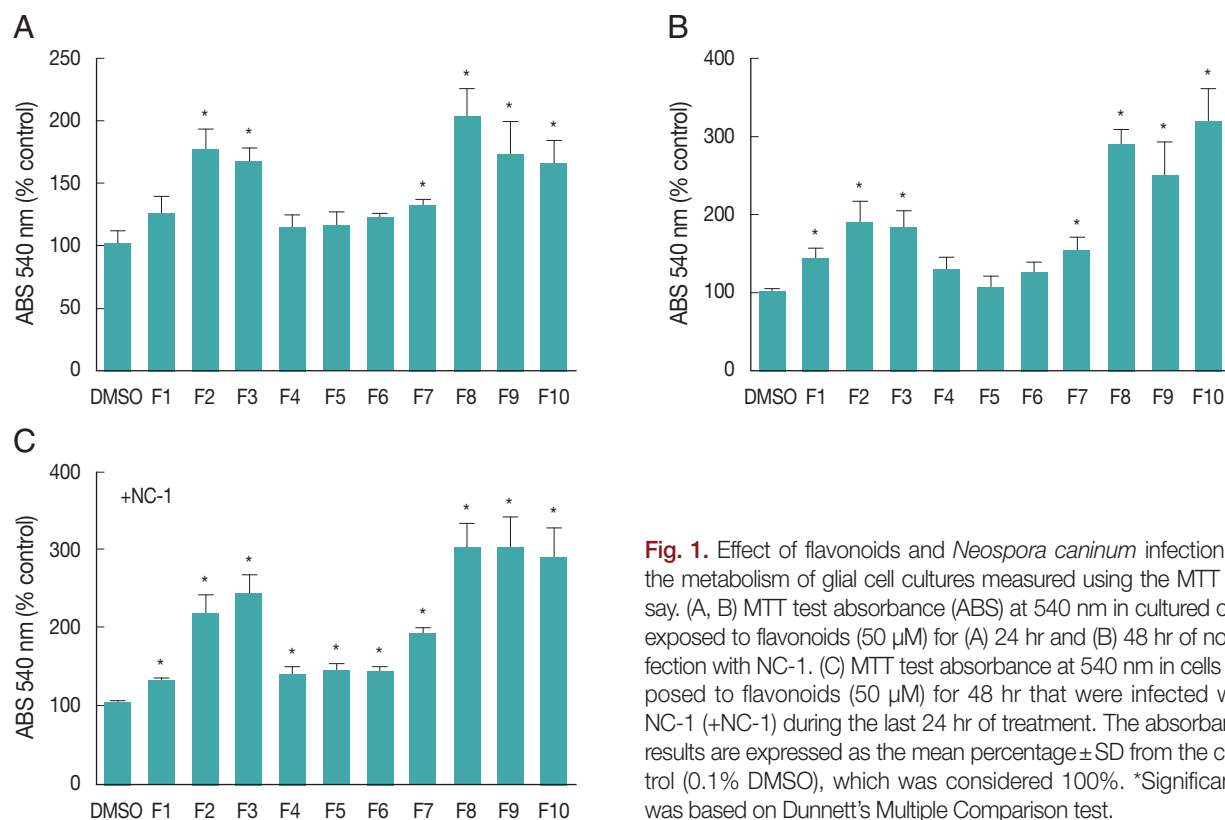 A
250
200
150
100
50
0
ABS 540 nm (% control)
* * * * * *
DMSO F1 F2 F3 F4 F5 F6 F7 F8 F9 F10
B
400
300
200
100
0
ABS 540 nm (% control)
* * * * * * *
DMSO F1 F2 F3 F4 F5 F6 F7 F8 F9 F10
C
400
300
200
100
0
ABS 540 nm (% control)
+NC-1
* * * * * * * * * *
DMSO F1 F2 F3 F4 F5 F6 F7 F8 F9 F10
Fig. 1. Effect of flavonoids and Neospora caninum infection
the metabolism of glial cell cultures measured using the MTT
say. (A, B) MTT test absorbance (ABS) at 540 nm in cultured
exposed to flavonoids (50 µM) for (A) 24 hr and (B) 48 hr of
fection with NC-1. (C) MTT test absorbance at 540 nm in cells
posed to flavonoids (50 µM) for 48 hr that were infected
NC-1 (+NC-1) during the last 24 hr of treatment. The
results are expressed as the mean percentage±SD from the
trol (0.1% DMSO), which was considered 100%.
was based on Dunnett's Multiple Comparison test.